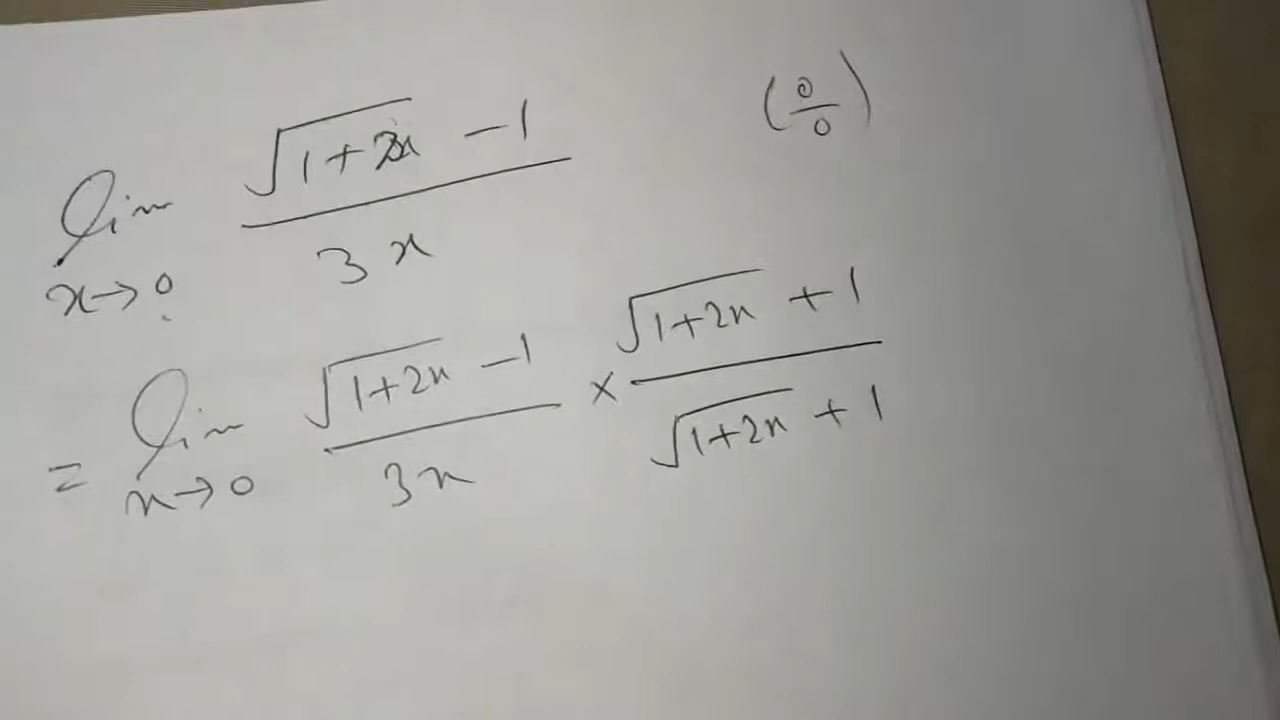 lim x→0 (√(1+2x) − 1)/(3x) (0/0)
= lim x→0 (√(1+2x) − 1)/(3x) × (√(1+2x) + 1)/(√(1+2x) + 1)